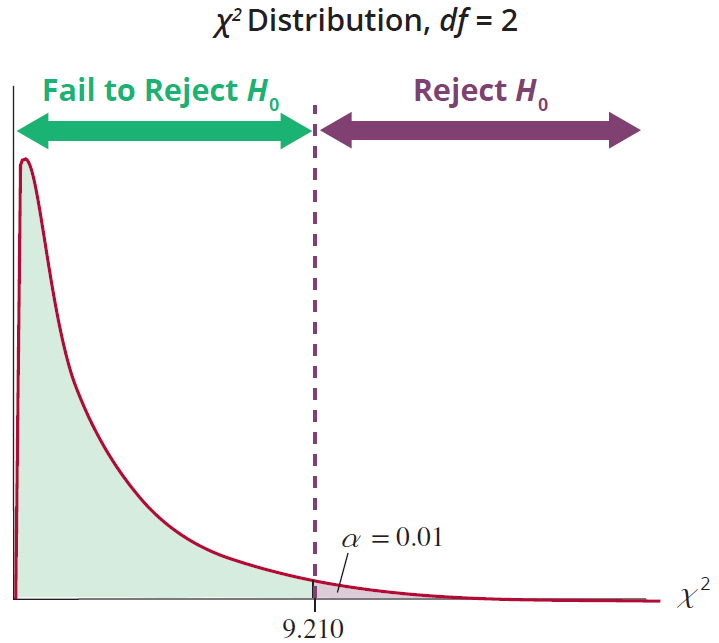 χ² Distribution, df = 2
Fail to Reject H₀
Reject H₀
α = 0.01
χ²
9.210